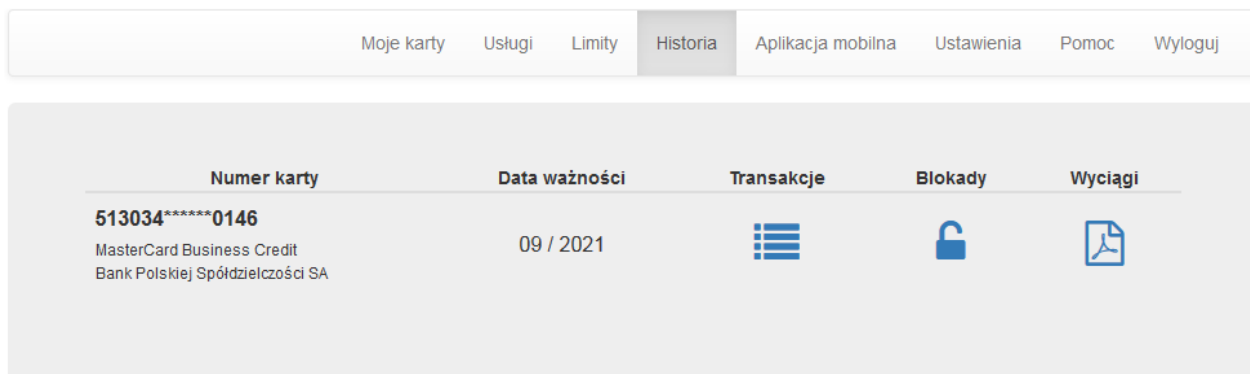 Moje karty Usługi Limity Historia Aplikacja mobilna Ustawienia Pomoc Wyloguj
Numer karty Data ważności Transakcje Blokady Wyciągi
513034******0146 09 / 2021
MasterCard Business Credit
Bank Polskiej Spółdzielczości SA